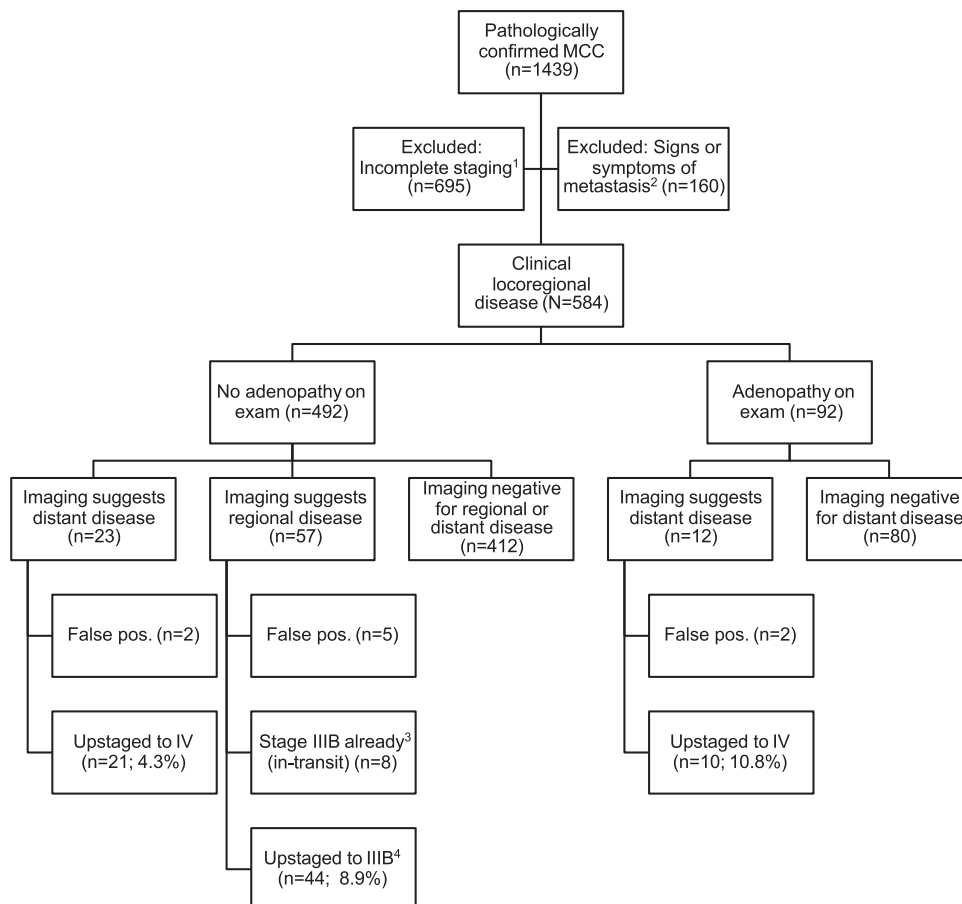 Pathologically
confirmed MCC
(n=1439)
Excluded:
Incomplete staging¹
(n=695)
Excluded: Signs or
symptoms of
metastasis² (n=160)
Clinical
locoregional
disease (N=584)
No adenopathy on
exam (n=492)
Adenopathy on
exam (n=92)
Imaging suggests
distant disease
(n=23)
Imaging suggests
regional disease
(n=57)
Imaging negative
for regional or
distant disease
(n=412)
Imaging suggests
distant disease
(n=12)
Imaging negative
for distant disease
(n=80)
False pos. (n=2)
False pos. (n=5)
False pos. (n=2)
Upstaged to IV
(n=21; 4.3%)
Stage IIIB already³
(in-transit) (n=8)
Upstaged to IV
(n=10; 10.8%)
Upstaged to IIIB⁴
(n=44; 8.9%)